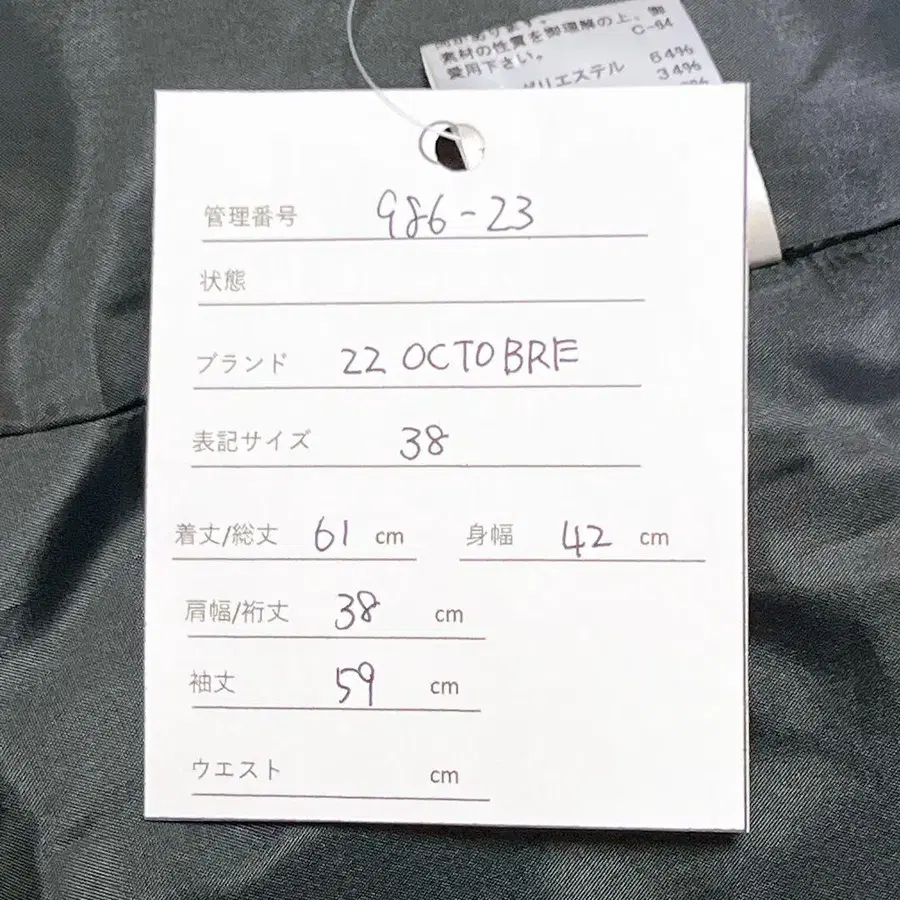 素材の性質を御理解の上、御
愛用下さい。 C-64
ポリエステル 64%
34%
管理番号 986-23
状態
ブランド 22 OCTOBRE
表記サイズ 38
着丈/総丈 61 cm 身幅 42 cm
肩幅/裄丈 38 cm
袖丈 59 cm
ウエスト cm